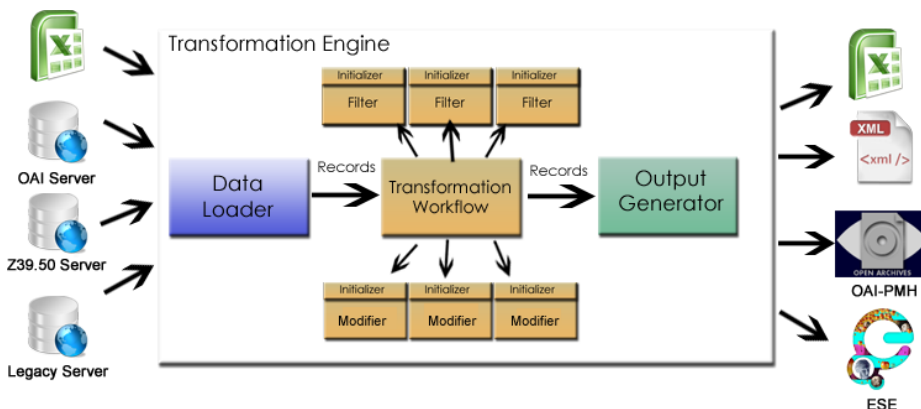 Transformation Engine
Initializer
Initializer
Initializer
Filter
Filter
Filter
OAI Server
Z39.50 Server
Legacy Server
Data
Loader
Records
Transformation
Workflow
Records
Output
Generator
Initializer
Initializer
Initializer
Modifier
Modifier
Modifier
XML
<xml />
OPEN ARCHIVES
OAI-PMH
ESE